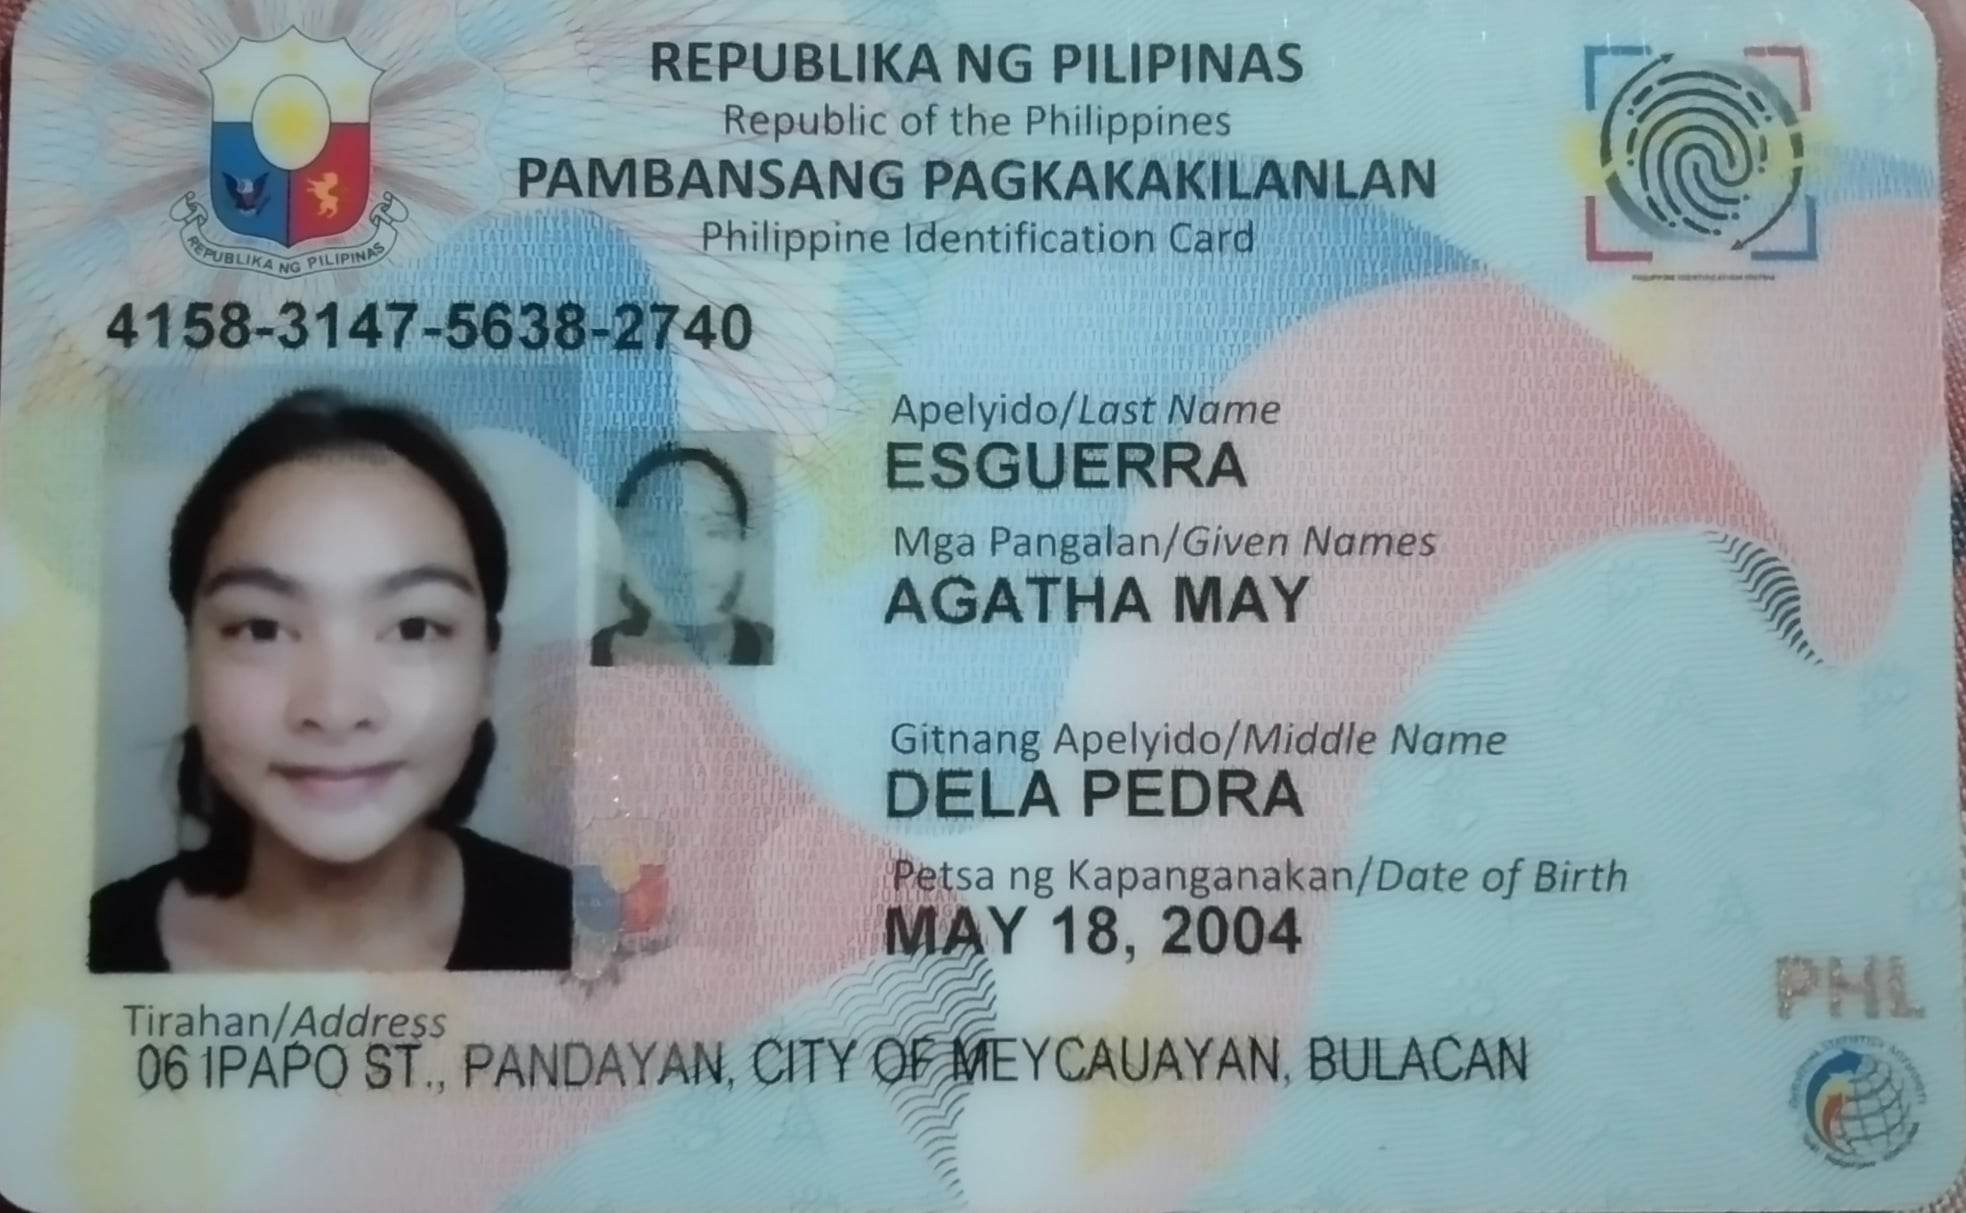 REPUBLIKA NG PILIPINAS
Republic of the Philippines
PAMBANSANG PAGKAKAKILANLAN
Philippine Identification Card
REPUBLIKA NG PILIPINAS
4158-3147-5638-2740
Apelyido/Last Name
ESGUERRA
Mga Pangalan/Given Names
AGATHA MAY
Gitnang Apelyido/Middle Name
DELA PEDRA
Petsa ng Kapanganakan/Date of Birth
MAY 18, 2004
PHL
Tirahan/Address
06 IPAPO ST., PANDAYAN, CITY OF MEYCAUAYAN, BULACAN